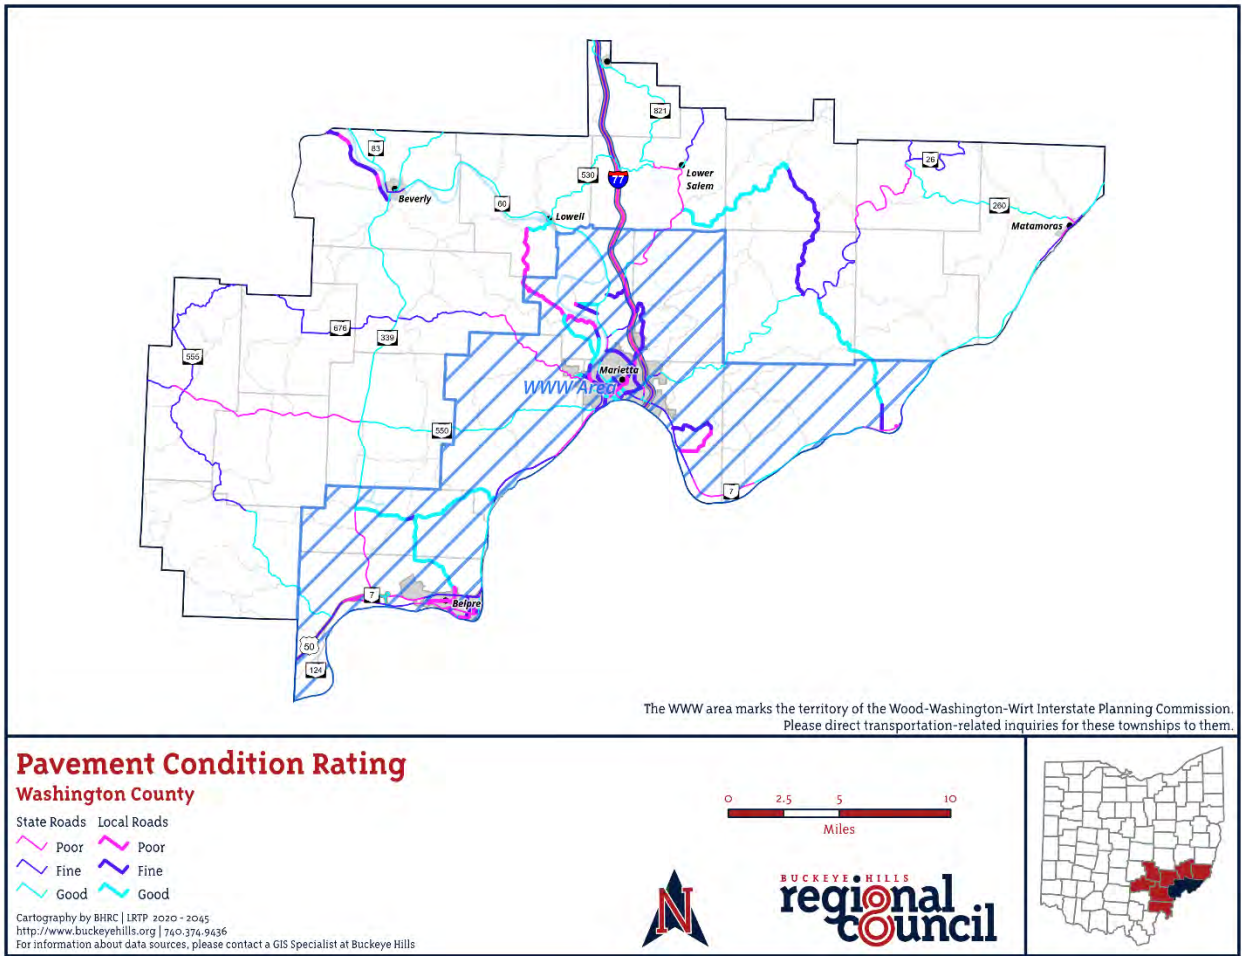 821
83
26
530
77
Lower
Salem
Beverly
60
Lowell
260
Matamoras
676
339
555
Marietta
WWW Area
550
7
7
Belpre
50
124
The WWW area marks the territory of the Wood-Washington-Wirt Interstate Planning Commission.
Please direct transportation-related inquiries for these townships to them.
Pavement Condition Rating
Washington County
State Roads Local Roads
Poor Poor
Fine Fine
Good Good
Cartography by BHRC | LRTP 2020 - 2045
http://www.buckeyehills.org | 740.374.9436
For information about data sources, please contact a GIS Specialist at Buckeye Hills
0 2.5 5 10
Miles
N
BUCKEYE HILLS
regional
council